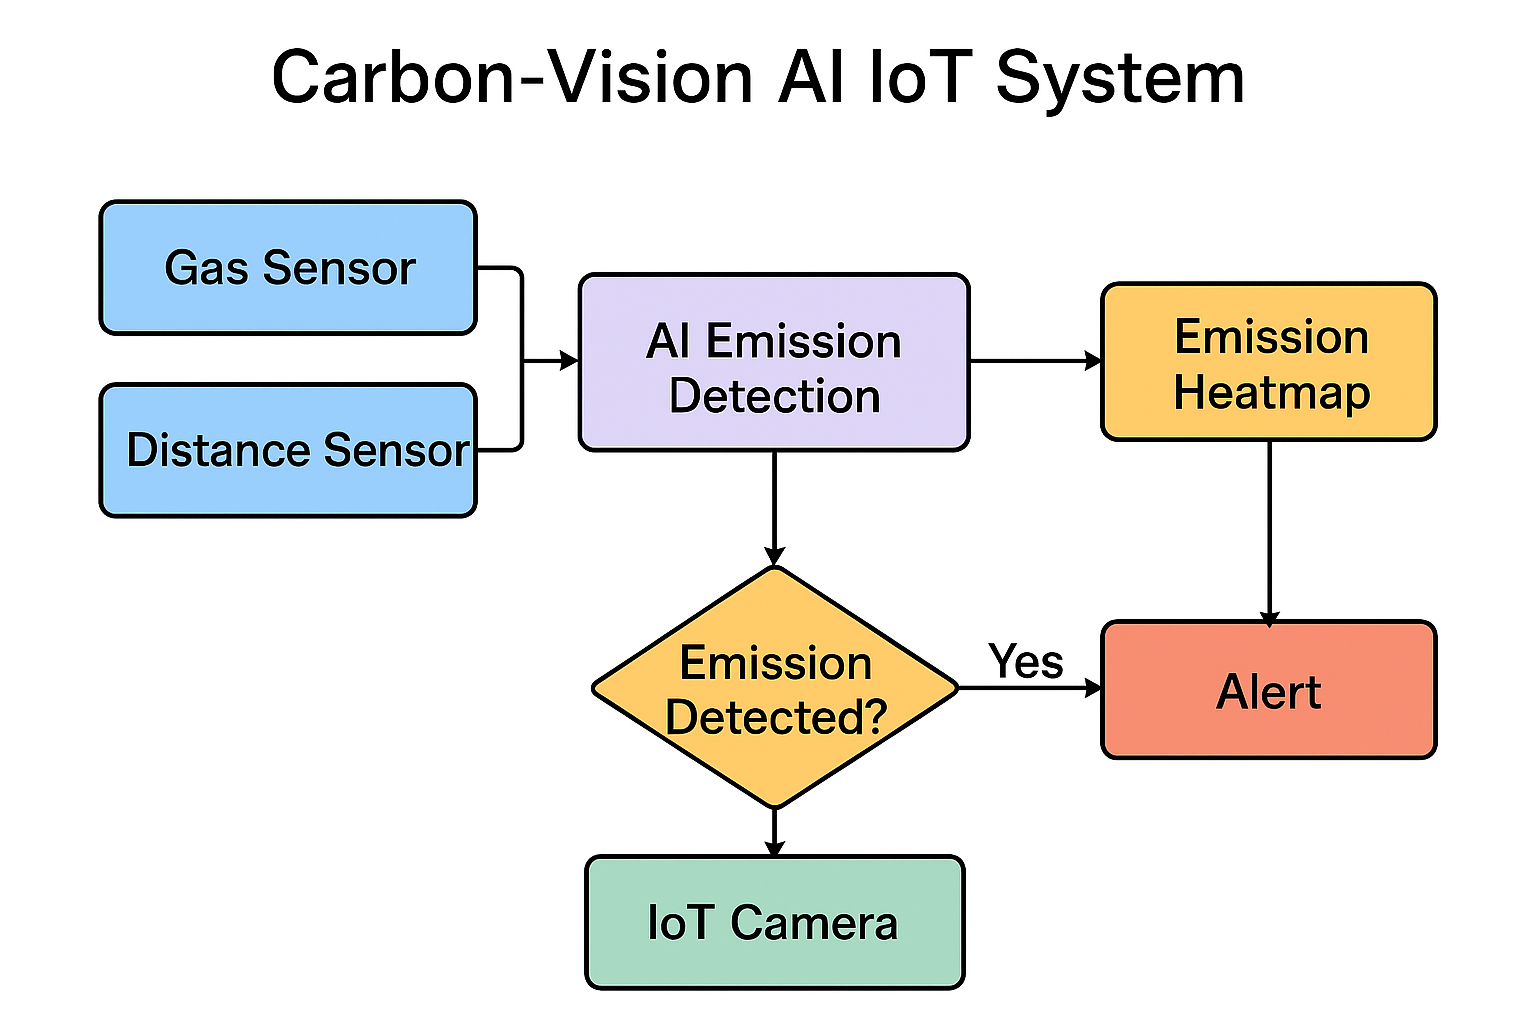 Carbon-Vision AI IoT System
Gas Sensor
Distance Sensor
AI Emission
Detection
Emission
Heatmap
Emission
Detected?
Yes
Alert
IoT Camera